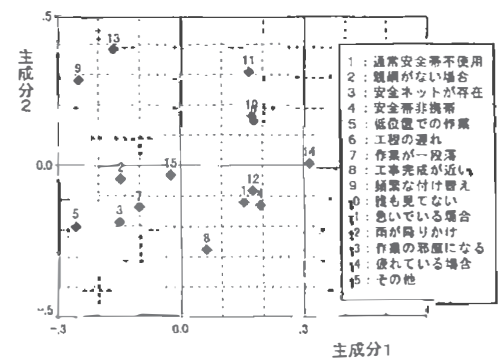 .5
13
主成分2
9
11
10
0.0
14
2
15
12
1
4
7
3
5
8
-.5
-.3
0.0
.3
主成分1
1 : 通常安全帯不使用
2 : 親綱がない場合
3 : 安全ネットが存在
4 : 安全帯非携帯
5 : 低位置での作業
6 : 工程の遅れ
7 : 作業が一段落
8 : 工事完成が近い
9 : 頻繁な付け替え
10 : 誰も見てない
11 : 急いでいる場合
12 : 雨が降りかけ
13 : 作業の邪魔になる
14 : 疲れている場合
15 : その他